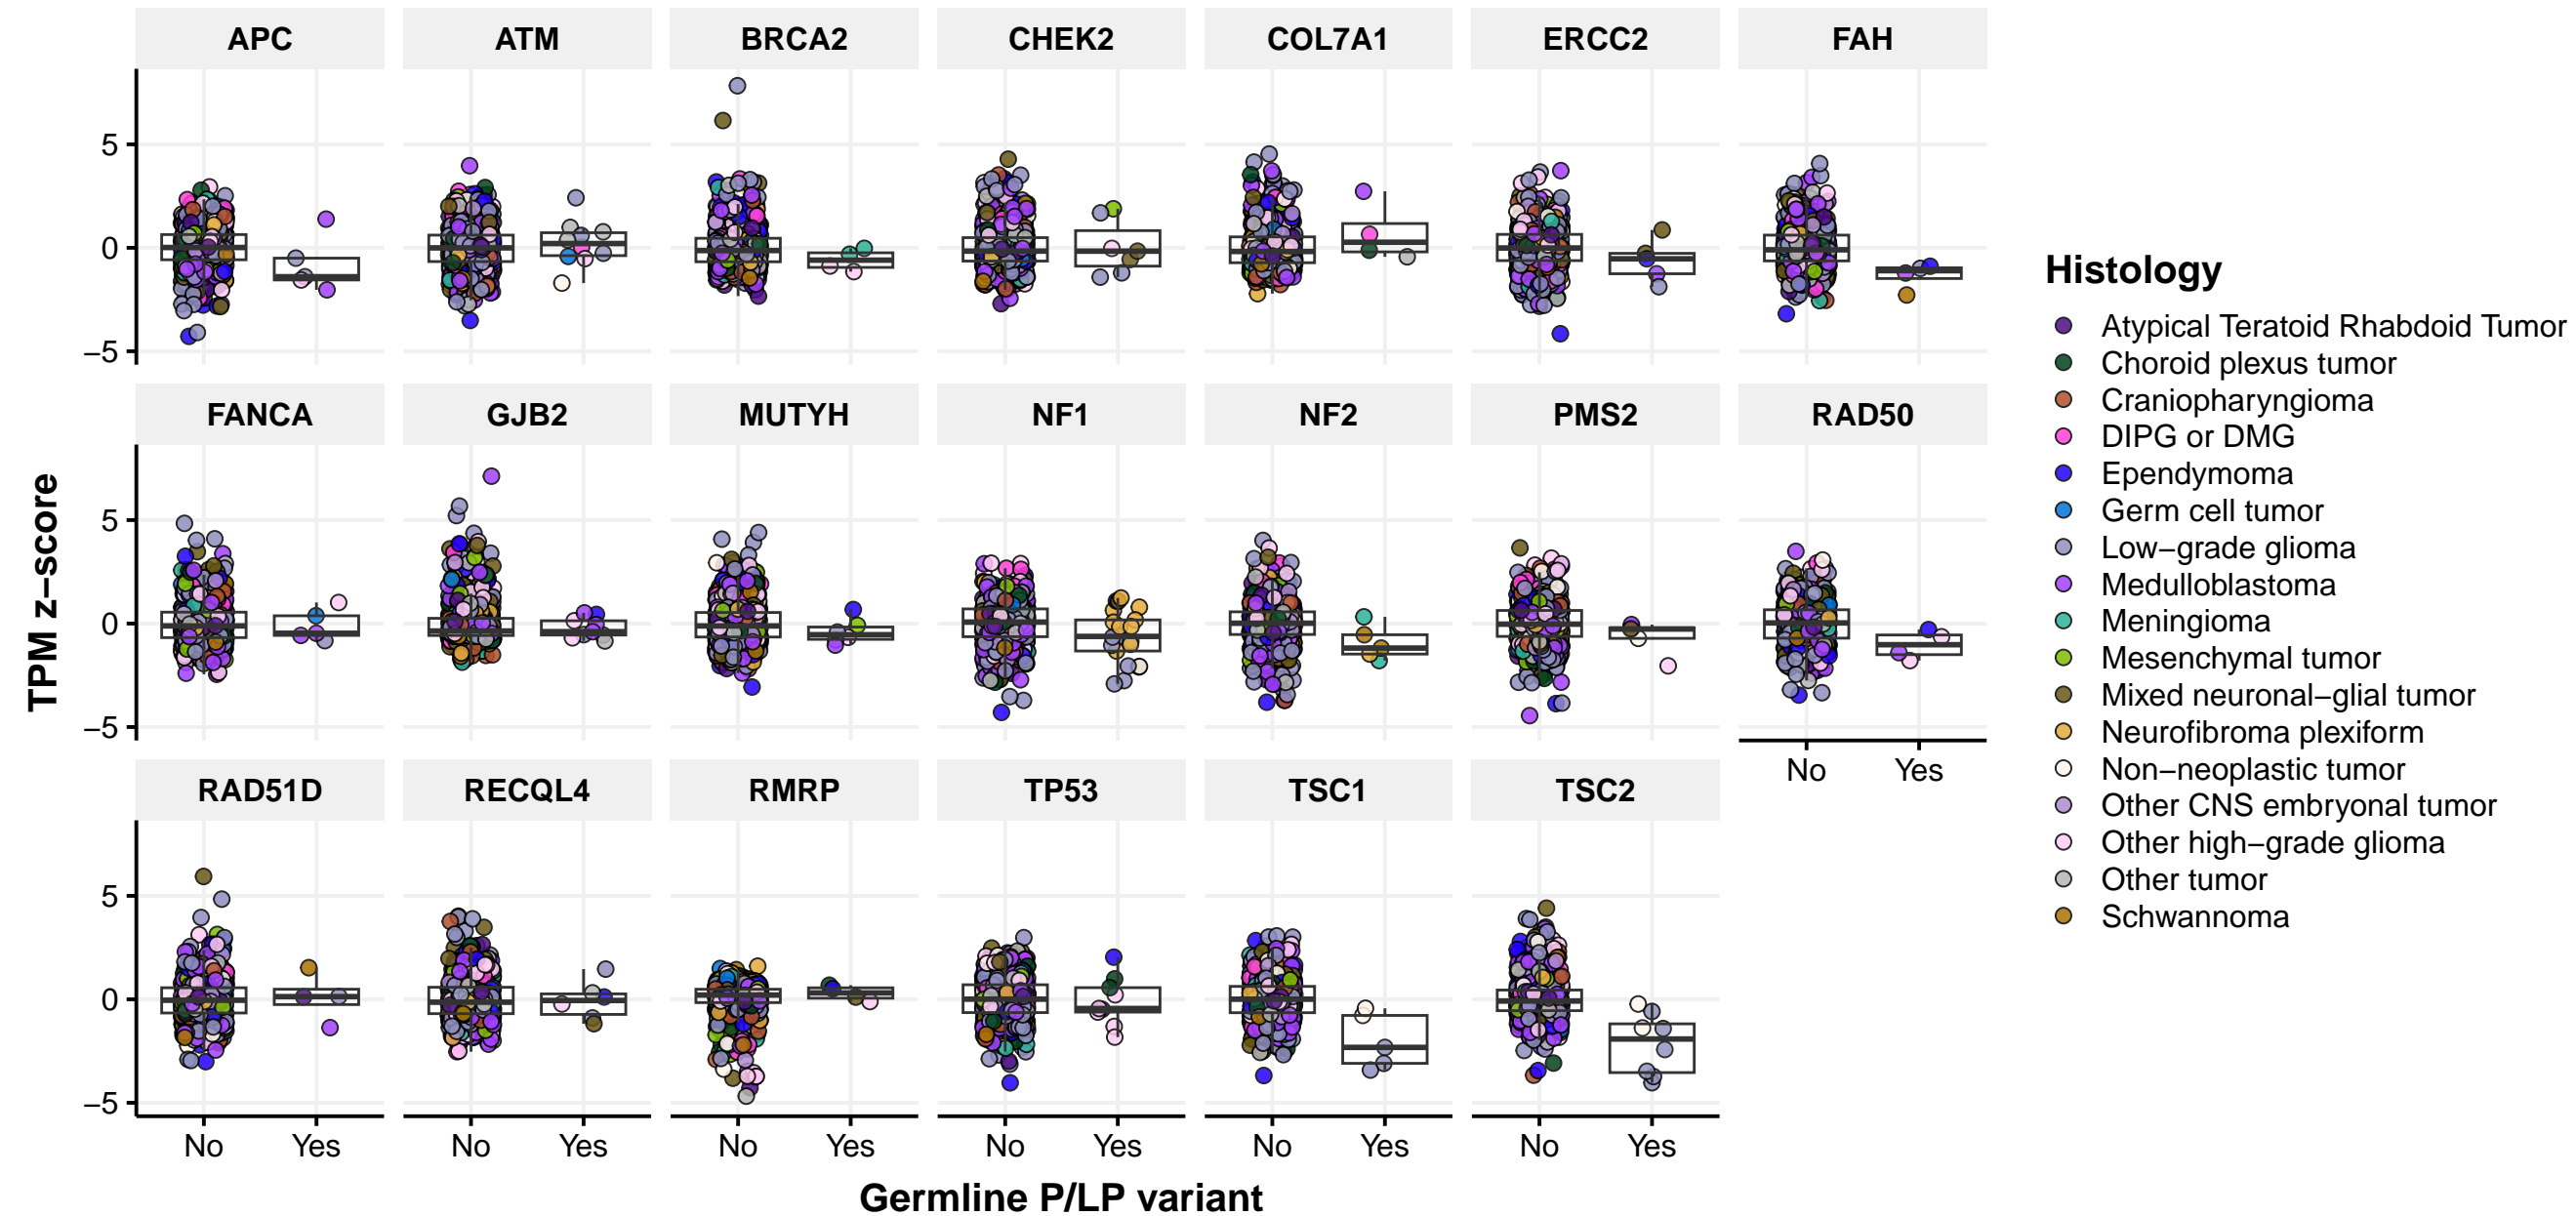 APC ATM BRCA2 CHEK2 COL7A1 ERCC2 FAH
5
0
−5
FANCA GJB2 MUTYH NF1 NF2 PMS2 RAD50
5
0
−5
No Yes
RAD51D RECQL4 RMRP TP53 TSC1 TSC2
5
0
−5
No Yes No Yes No Yes No Yes No Yes No Yes
TPM z−score
Germline P/LP variant
Histology
Atypical Teratoid Rhabdoid Tumor
Choroid plexus tumor
Craniopharyngioma
DIPG or DMG
Ependymoma
Germ cell tumor
Low−grade glioma
Medulloblastoma
Meningioma
Mesenchymal tumor
Mixed neuronal−glial tumor
Neurofibroma plexiform
Non−neoplastic tumor
Other CNS embryonal tumor
Other high−grade glioma
Other tumor
Schwannoma